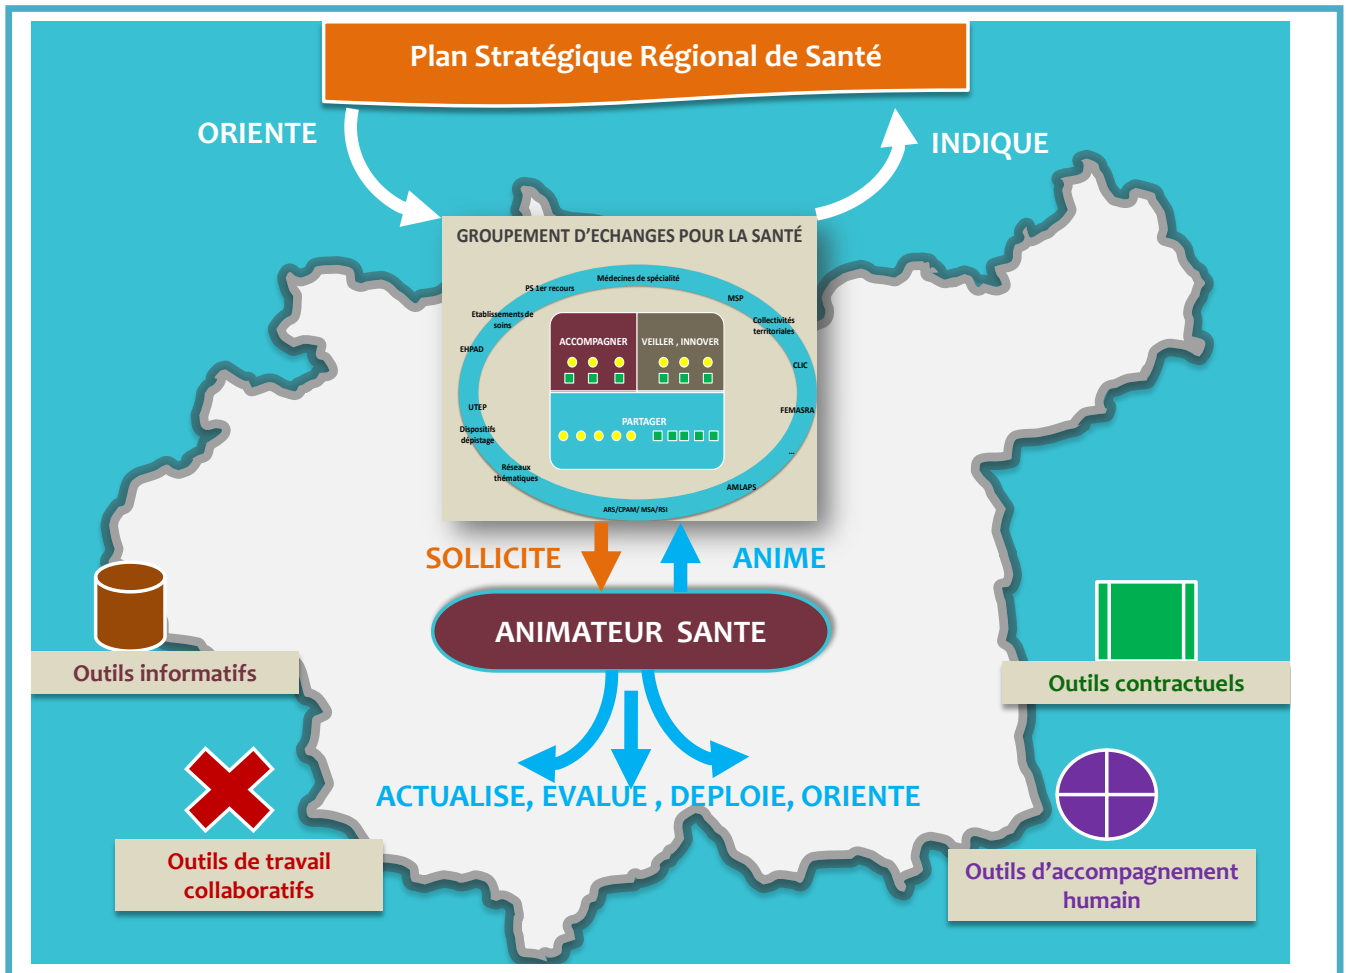 Plan Stratégique Régional de Santé
ORIENTE
INDIQUE
GROUPEMENT D'ECHANGES POUR LA SANTÉ
Médecines de spécialité
PS 1er recours
MSP
Etablissements de
soins
Collectivités
territoriales
ACCOMPAGNER
VEILLER , INNOVER
EHPAD
CLIC
UTEP
FEMASRA
PARTAGER
Dispositifs
dépistage
...
Réseaux
thématiques
AMLAPS
ARS/CPAM/ MSA/RSI
SOLLICITE
ANIME
ANIMATEUR SANTE
Outils informatifs
Outils contractuels
ACTUALISE, EVALUE , DEPLOIE, ORIENTE
Outils de travail
collaboratifs
Outils d'accompagnement
humain